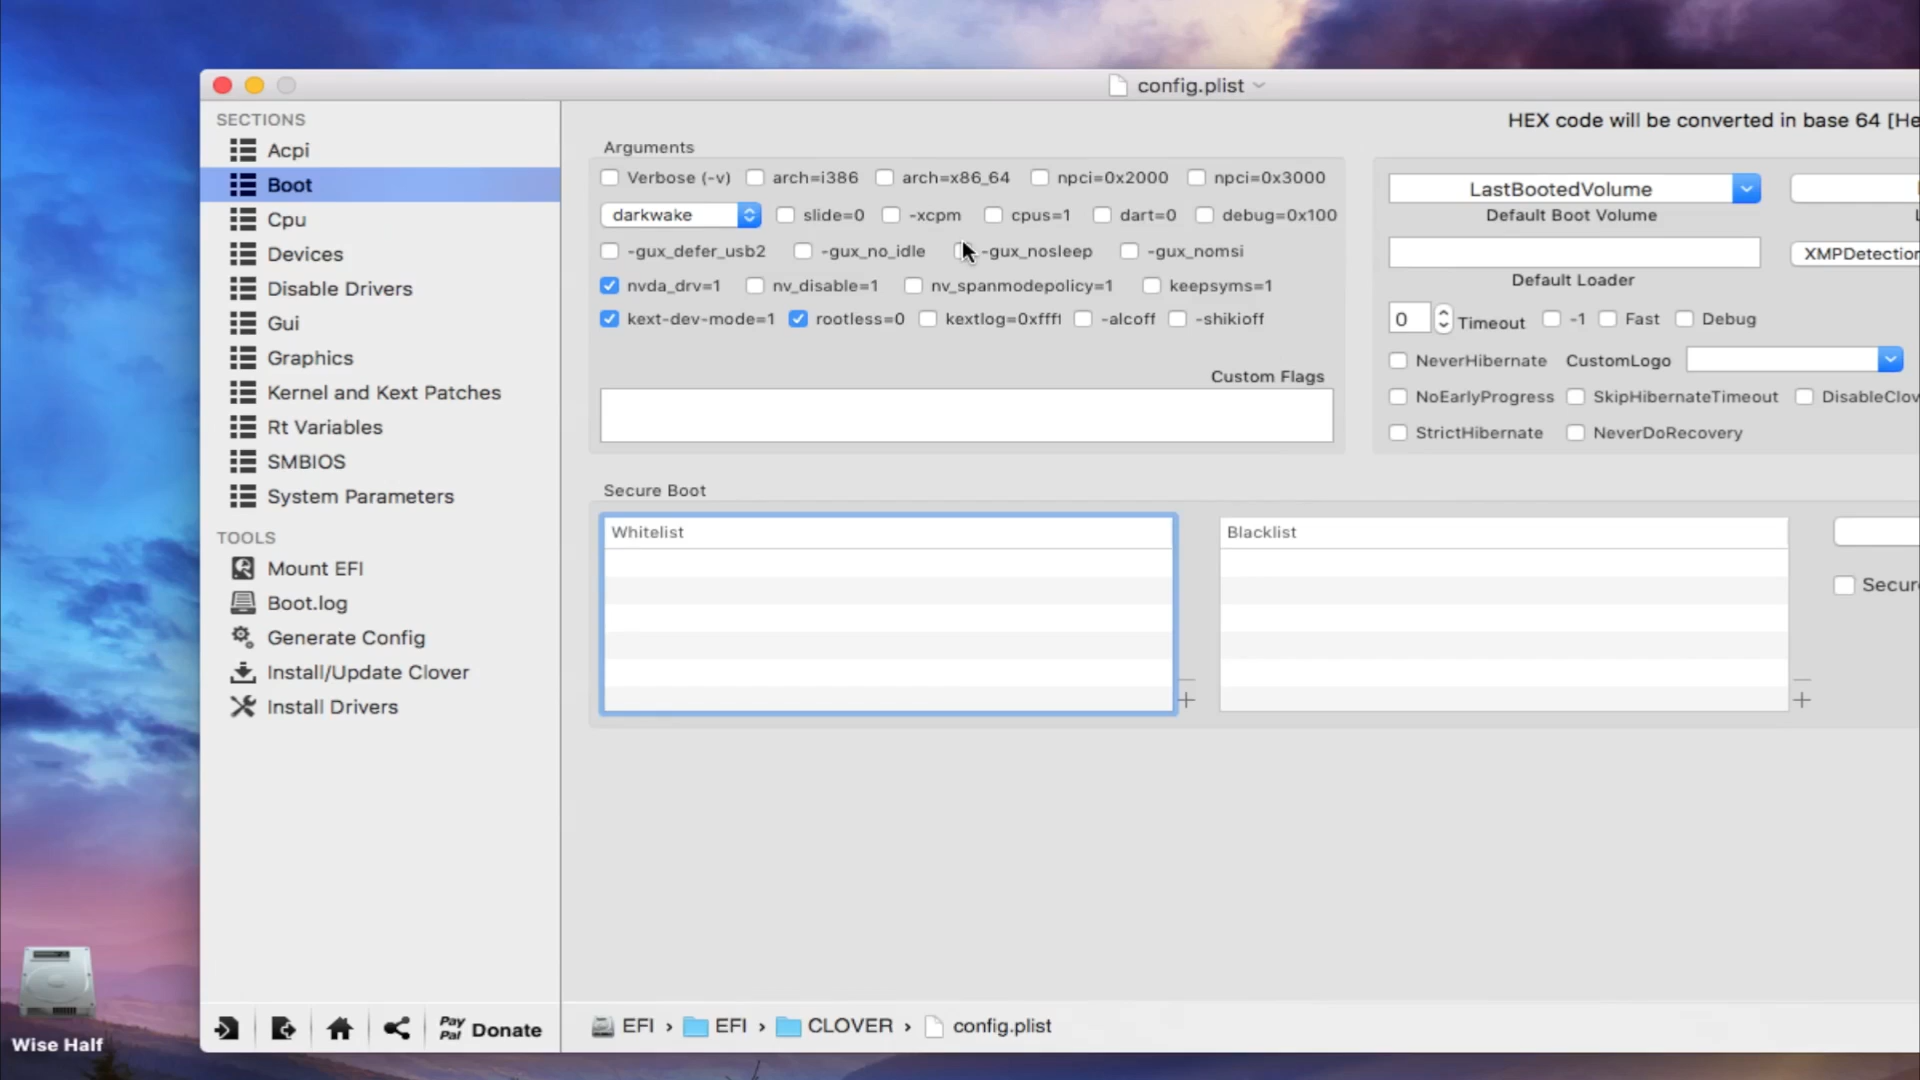 config.plist
SECTIONS
Acpi
Boot
Cpu
Devices
Disable Drivers
Gui
Graphics
Kernel and Kext Patches
Rt Variables
SMBIOS
System Parameters
TOOLS
Mount EFI
Boot.log
Generate Config
Install/Update Clover
Install Drivers
Pay Pal Donate
HEX code will be converted in base 64 [He
Arguments
Verbose (-v) arch=i386 arch=x86_64 npci=0x2000 npci=0x3000
darkwake slide=0 -xcpm cpus=1 dart=0 debug=0x100
-gux_defer_usb2 -gux_no_idle -gux_nosleep -gux_nomsi
nvda_drv=1 nv_disable=1 nv_spanmodepolicy=1 keepsyms=1
kext-dev-mode=1 rootless=0 kextlog=0xffff -alcoff -shikioff
Custom Flags
LastBootedVolume
Default Boot Volume
Default Loader
XMPDetection
0 Timeout -1 Fast Debug
NeverHibernate CustomLogo
NoEarlyProgress SkipHibernateTimeout DisableClov
StrictHibernate NeverDoRecovery
Secure Boot
Whitelist
Blacklist
Secure
EFI › EFI › CLOVER › config.plist
Wise Half